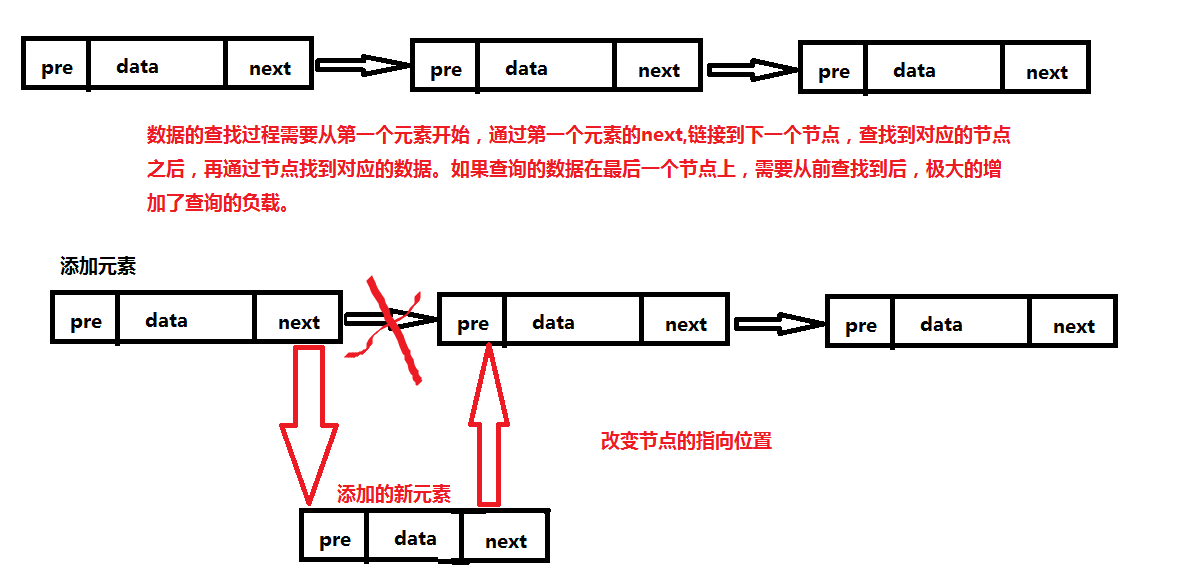 pre data next pre data next pre data next
数据的查找过程需要从第一个元素开始，通过第一个元素的next,链接到下一个节点，查找到对应的节点
之后，再通过节点找到对应的数据。如果查询的数据在最后一个节点上，需要从前查找到后，极大的增
加了查询的负载。
添加元素
pre data next pre data next pre data next
改变节点的指向位置
添加的新元素
pre data next